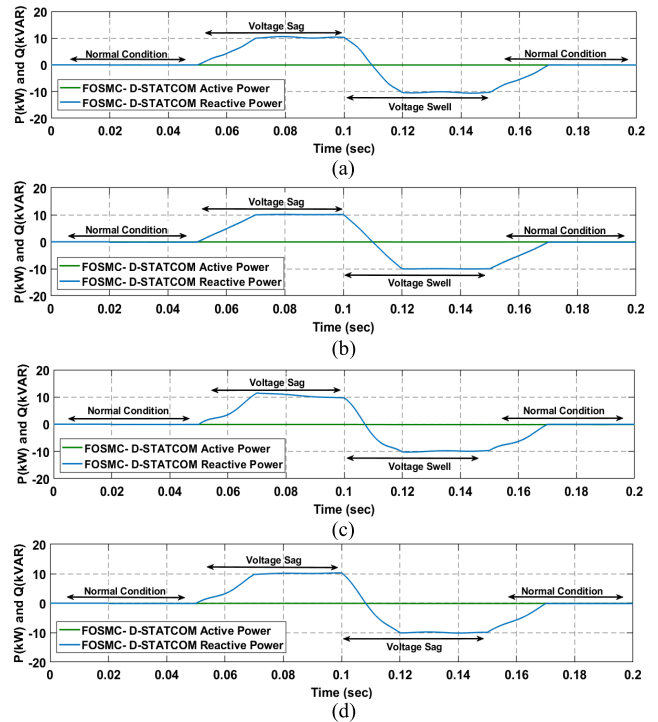 P(kW) and Q(kVAR)
20
10
0
-10
-20
Voltage Sag
Normal Condition
Normal Condition
FOSMC- D-STATCOM Active Power
FOSMC- D-STATCOM Reactive Power
Voltage Swell
0 0.02 0.04 0.06 0.08 0.1 0.12 0.14 0.16 0.18 0.2
Time (sec)
(a)
P(kW) and Q(kVAR)
20
10
0
-10
-20
Voltage Sag
Normal Condition
Normal Condition
FOSMC- D-STATCOM Active Power
FOSMC- D-STATCOM Reactive Power
Voltage Swell
0 0.02 0.04 0.06 0.08 0.1 0.12 0.14 0.16 0.18 0.2
Time (sec)
(b)
P(kW) and Q(kVAR)
20
10
0
-10
-20
Voltage Sag
Normal Condition
Normal Condition
FOSMC- D-STATCOM Active Power
FOSMC- D-STATCOM Reactive Power
Voltage Swell
0 0.02 0.04 0.06 0.08 0.1 0.12 0.14 0.16 0.18 0.2
Time (sec)
(c)
P(kW) and Q(kVAR)
20
10
0
-10
-20
Voltage Sag
Normal Condition
Normal Condition
FOSMC- D-STATCOM Active Power
FOSMC- D-STATCOM Reactive Power
Voltage Sag
0 0.02 0.04 0.06 0.08 0.1 0.12 0.14 0.16 0.18 0.2
Time (sec)
(d)